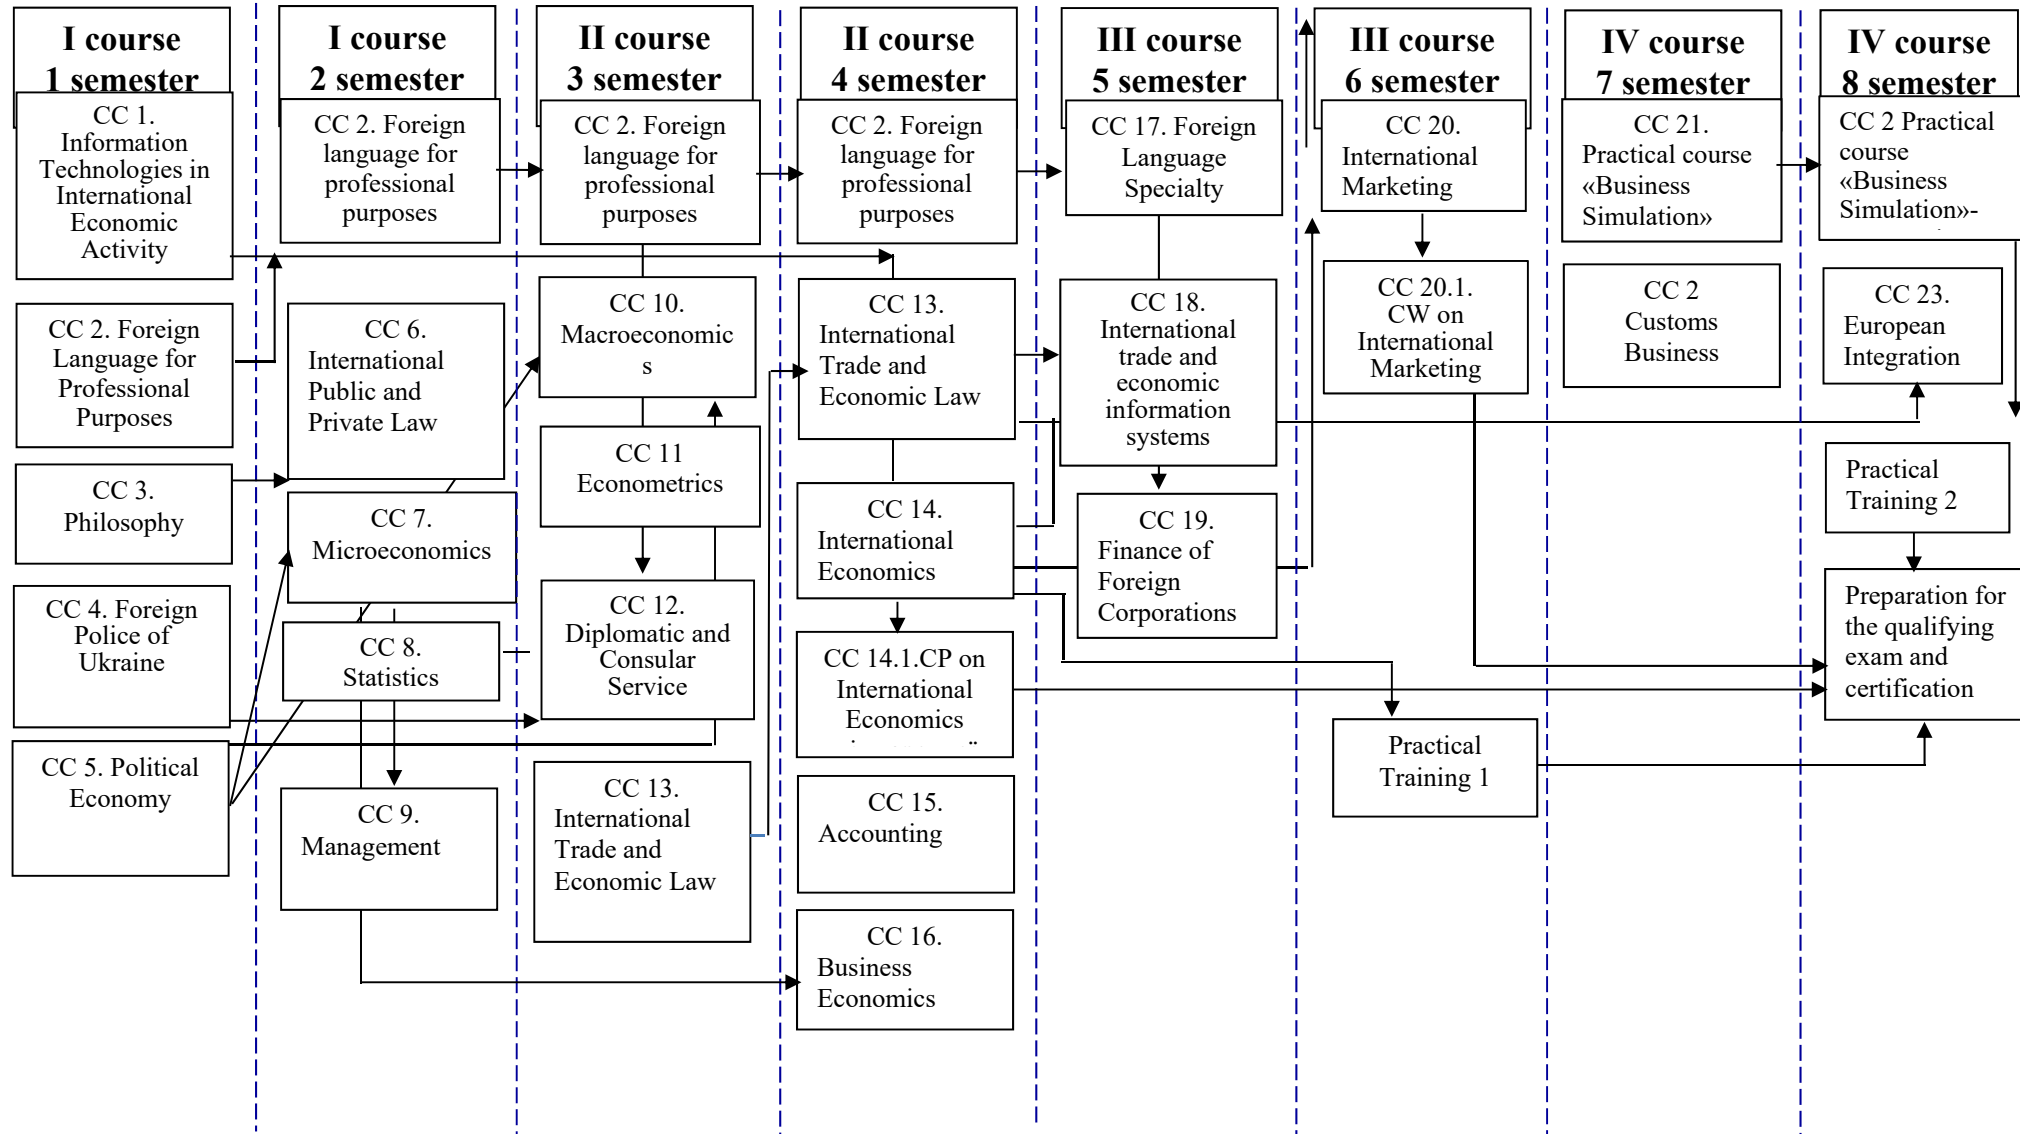 I course
1 semester
CC 1.
Information
Technologies in
International
Economic
Activity
CC 2. Foreign
Language for
Professional
Purposes
CC 3.
Philosophy
CC 4. Foreign
Police of
Ukraine
CC 5. Political
Economy
I course
2 semester
CC 2. Foreign
language for
professional
purposes
CC 6.
International
Public and
Private Law
CC 7.
Microeconomics
CC 8.
Statistics
CC 9.
Management
II course
3 semester
CC 2. Foreign
language for
professional
purposes
CC 10.
Macroeconomic
s
CC 11
Econometrics
CC 12.
Diplomatic and
Consular
Service
CC 13.
International
Trade and
Economic Law
II course
4 semester
CC 2. Foreign
language for
professional
purposes
CC 13.
International
Trade and
Economic Law
CC 14.
International
Economics
CC 14.1.CP on
International
Economics
CC 15.
Accounting
CC 16.
Business
Economics
III course
5 semester
CC 17. Foreign
Language
Specialty
CC 18.
International
trade and
economic
information
systems
CC 19.
Finance of
Foreign
Corporations
III course
6 semester
CC 20.
International
Marketing
CC 20.1.
CW on
International
Marketing
Practical
Training 1
IV course
7 semester
CC 21.
Practical course
«Business
Simulation»
CC 2
Customs
Business
IV course
8 semester
CC 2 Practical
course
«Business
Simulation»-
CC 23.
European
Integration
Practical
Training 2
Preparation for
the qualifying
exam and
certification